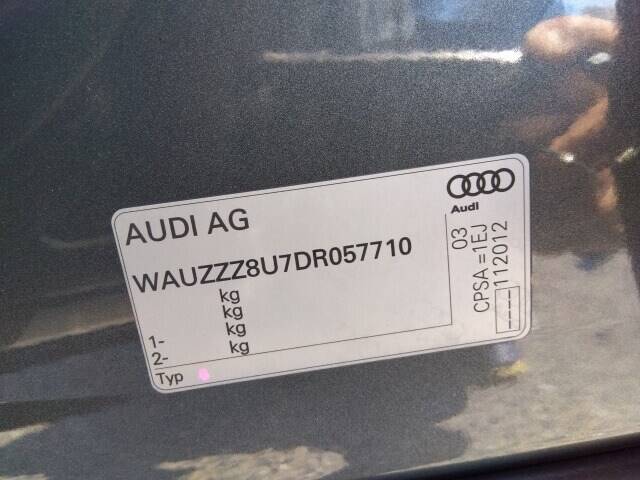 AUDI AG
Audi
WAUZZZ8U7DR057710
kg
kg
1- kg
2- kg
Typ
03
CPSA =1EJ
112012